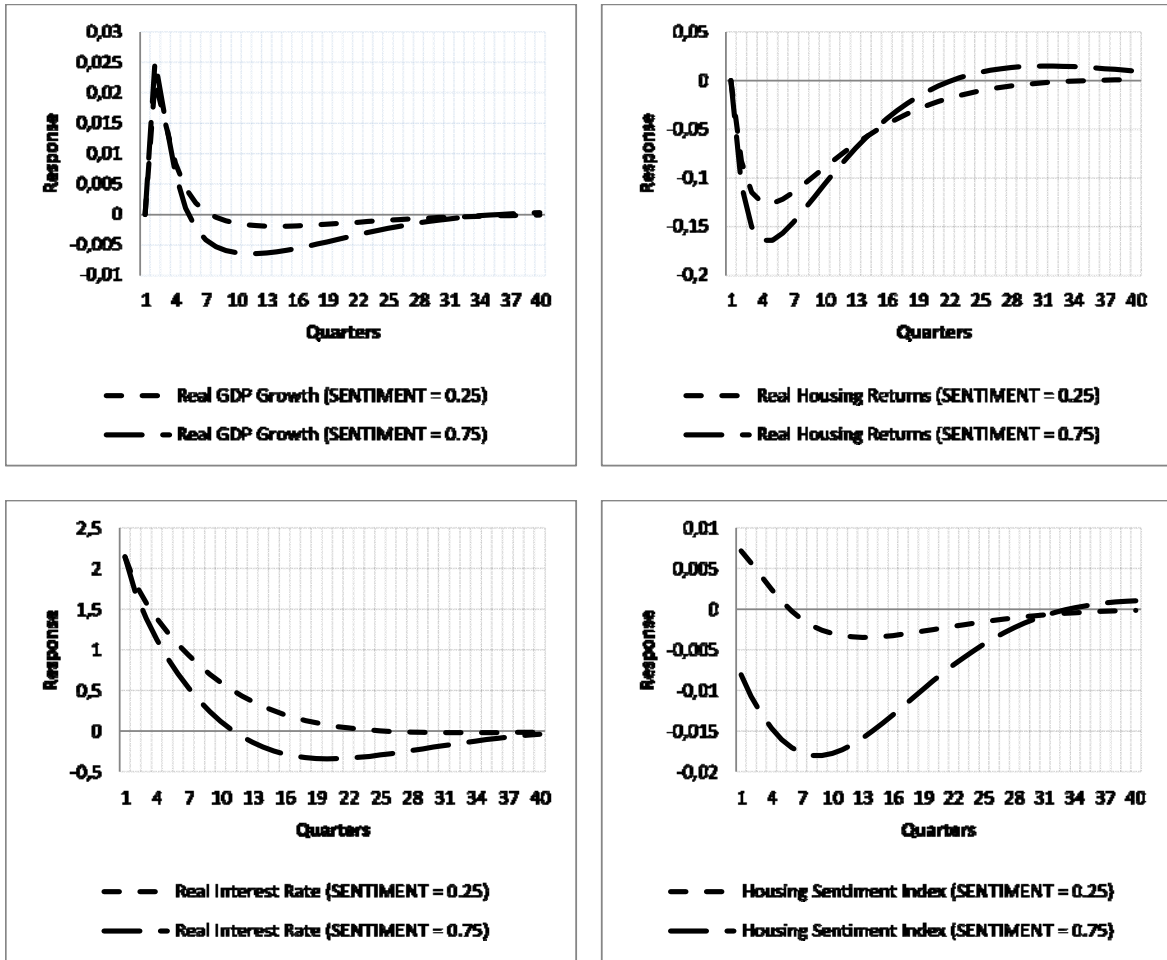 0,03
0,025
0,02
0,015
0,01
0,005
0
-0,005
-0,01
Response
1 4 7 10 13 16 19 22 25 28 31 34 37 40
Quarters
Real GDP Growth (SENTIMENT = 0.25)
Real GDP Growth (SENTIMENT = 0.75)
0,05
0
-0,05
-0,1
-0,15
-0,2
Response
1 4 7 10 13 16 19 22 25 28 31 34 37 40
Quarters
Real Housing Returns (SENTIMENT = 0.25)
Real Housing Returns (SENTIMENT = 0.75)
2,5
2
1,5
1
0,5
0
-0,5
Response
1 4 7 10 13 16 19 22 25 28 31 34 37 40
Quarters
Real Interest Rate (SENTIMENT = 0.25)
Real Interest Rate (SENTIMENT = 0.75)
0,01
0,005
0
-0,005
-0,01
-0,015
-0,02
Response
1 4 7 10 13 16 19 22 25 28 31 34 37 40
Quarters
Housing Sentiment Index (SENTIMENT = 0.25)
Housing Sentiment Index (SENTIMENT = 0.75)